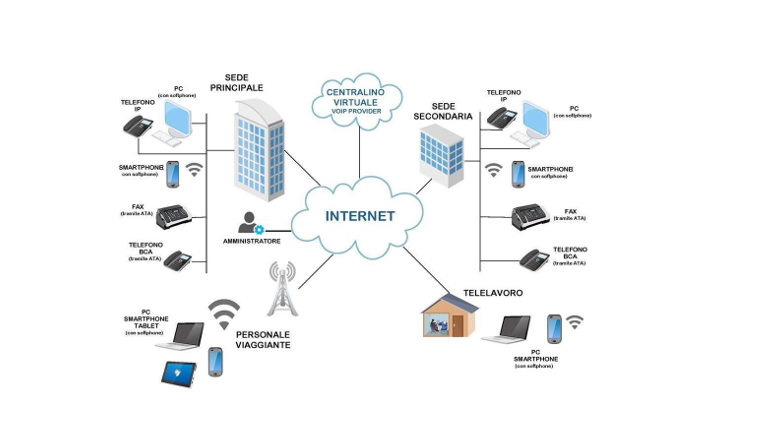 SEDE
PRINCIPALE
PC
(con softphone)
TELEFONO
IP
SMARTPHONE
con softphone)
FAX
(tramite ATA)
TELEFONO
BCA
(tramite ATA)
CENTRALINO
VIRTUALE
VOIP PROVIDER
INTERNET
AMMINISTRATORE
SEDE
SECONDARIA
TELEFONO
IP
PC
(con softphone)
SMARTPHONE
(con softphone)
FAX
(tramite ATA)
TELEFONO
BCA
(tramite ATA)
PC
SMARTPHONE
TABLET
(con softphone)
PERSONALE
VIAGGIANTE
TELELAVORO
PC
SMARTPHONE
(con softphone)